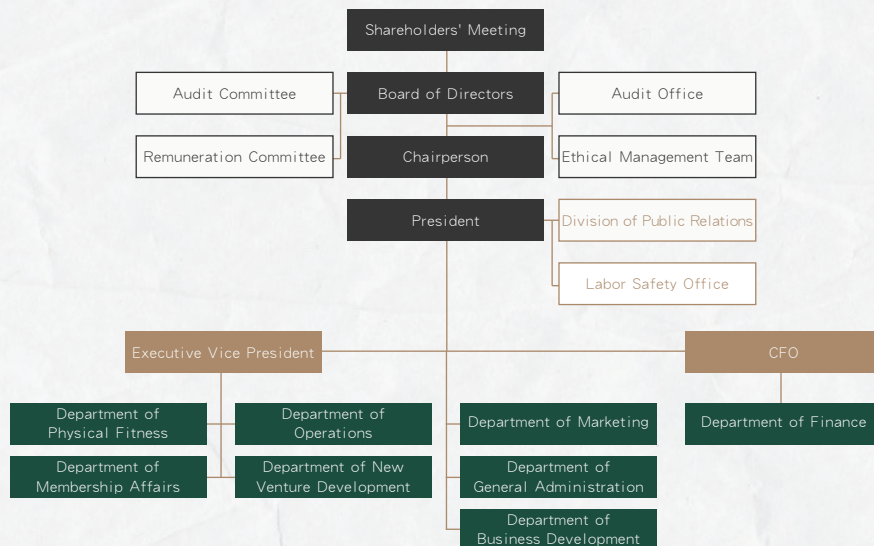 Shareholders' Meeting
Audit Committee
Board of Directors
Audit Office
Remuneration Committee
Chairperson
Ethical Management Team
President
Division of Public Relations
Labor Safety Office
Executive Vice President
CFO
Department of
Physical Fitness
Department of
Operations
Department of Marketing
Department of Finance
Department of
Membership Affairs
Department of New
Venture Development
Department of
General Administration
Department of
Business Development